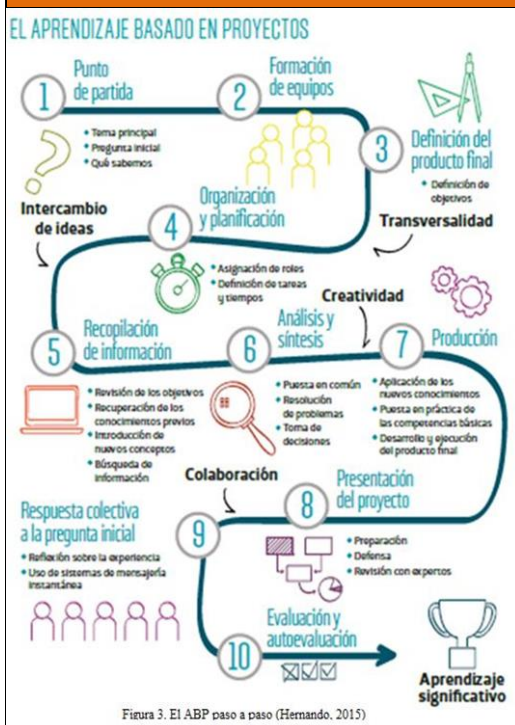 EL APRENDIZAJE BASADO EN PROYECTOS
1
Punto
de partida
• Tema principal
• Pregunta inicial
• Qué sabemos
2
Formación
de equipos
3
Definición del
producto final
• Definición de
objetivos
Intercambio
de ideas
4
Organización
y planificación
• Asignación de roles
• Definición de tareas
y tiempos
Transversalidad
Creatividad
5
Recopilación
de información
• Revisión de los objetivos
• Recuperación de los
conocimientos previos
• Introducción de
nuevos conceptos
• Búsqueda de
información
6
Análisis y
síntesis
• Puesta en común
• Resolución
de problemas
• Toma de
decisiones
7
Producción
• Aplicación de los
nuevos conocimientos
• Puesta en práctica de
las competencias básicas
• Desarrollo y ejecución
del producto final
Colaboración
8
Presentación
del proyecto
• Preparación
• Defensa
• Revisión con expertos
9
Respuesta colectiva
a la pregunta inicial
• Reflexión sobre la experiencia
• Uso de sistemas de mensajería
instantánea
10
Evaluación y
autoevaluación
Aprendizaje
significativo
Figura 3. El ABP paso a paso (Hernando, 2015)